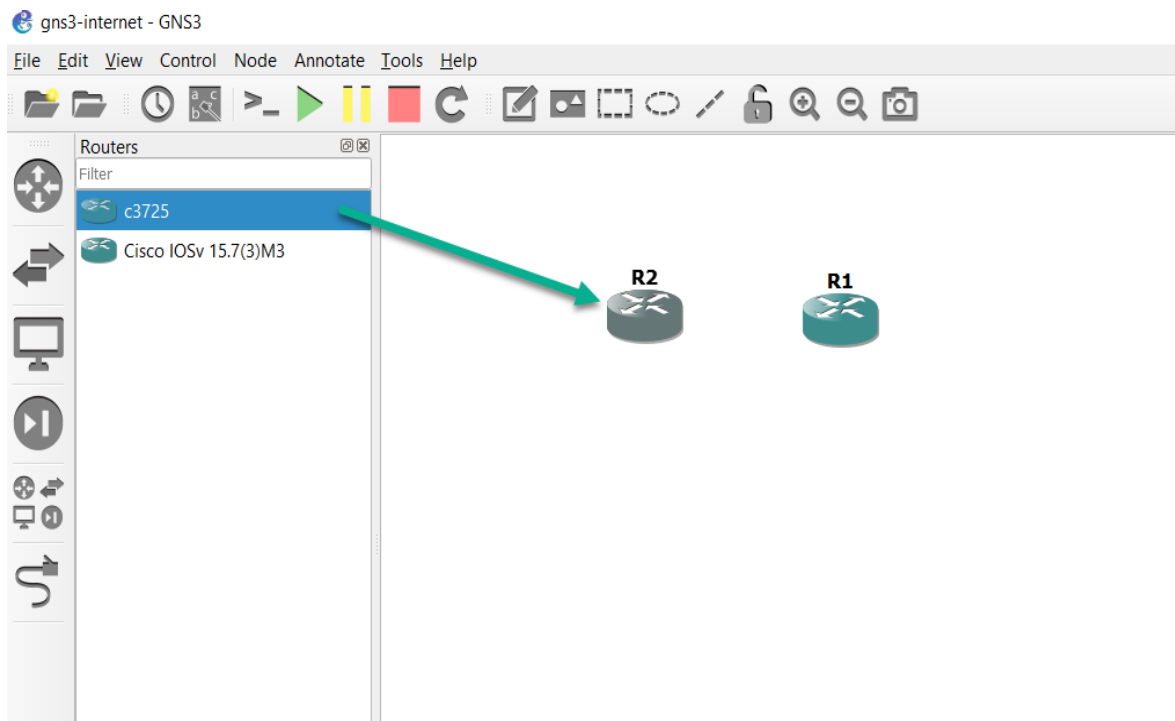 gns3-internet - GNS3
File Edit View Control Node Annotate Tools Help
Routers
Filter
c3725
Cisco IOSv 15.7(3)M3
R2
R1